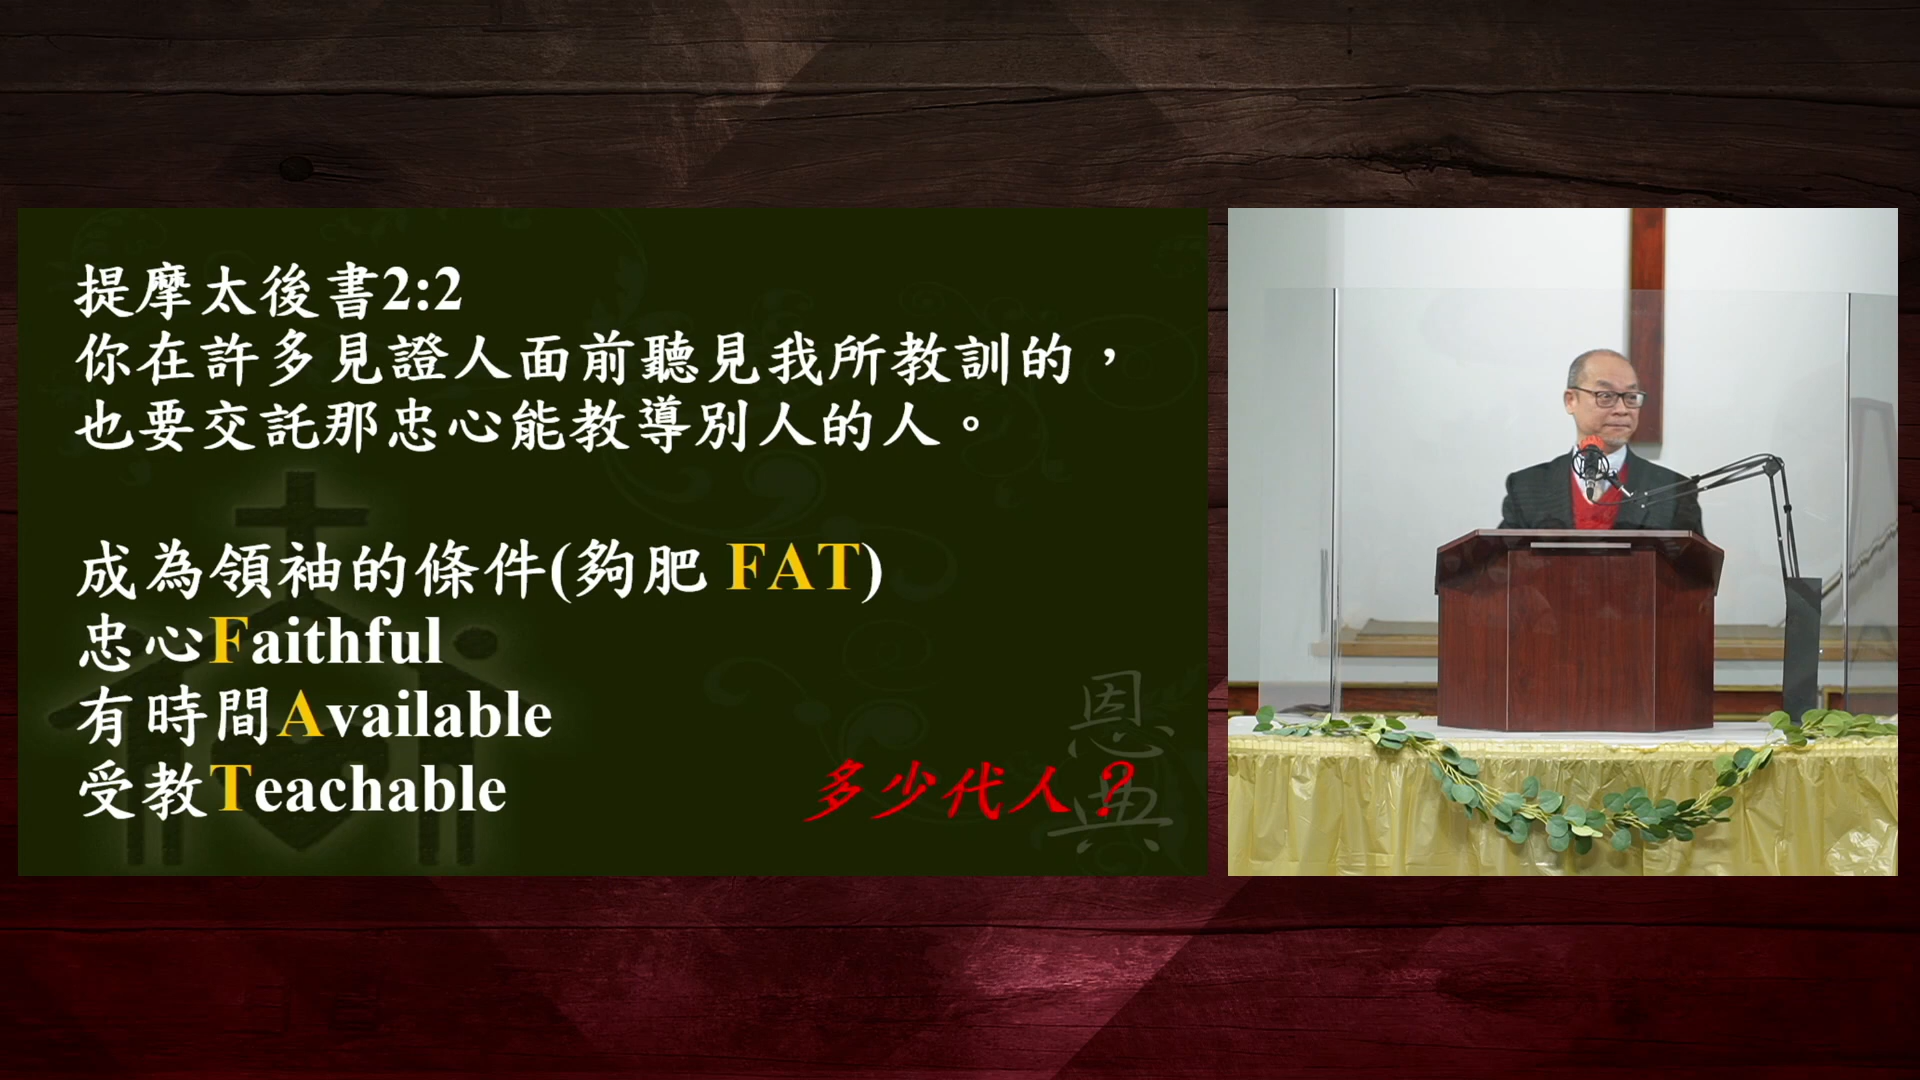 提摩太後書2:2
你在許多見證人面前聽見我所教訓的，
也要交託那忠心能教導別人的人。
成為領袖的條件(夠肥 FAT)
忠心Faithful
有時間Available
受教Teachable
多少代人？
恩典